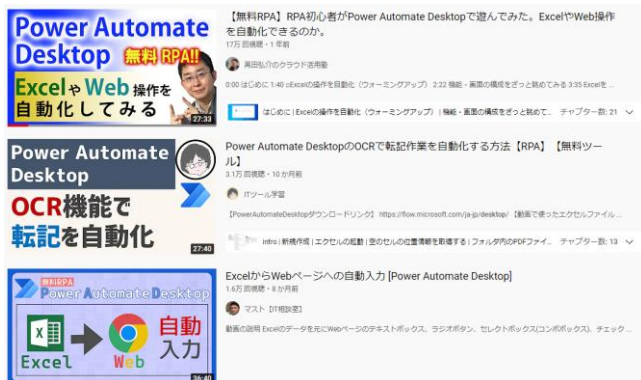 Power Automate
Desktop 無料RPA!!
ExcelやWeb操作を
自動化してみる
27:33
【無料RPA】RPA初心者がPower Automate Desktopで遊んでみた。ExcelやWeb操作
を自動化できるのか。
17万 回視聴・1 年前
髙田弘介のクラウド活用塾
0:00 はじめに 1:40 oExcelの操作を自動化（ウォーミングアップ） 2:22 機能・画面の構成をざっと眺めてみる 3:35 Excelを ...
はじめに | Excelの操作を自動化（ウォーミングアップ） | 機能・画面の構成をざっと眺めて... チャプター数: 21
Power Automate
Desktop
OCR機能で
転記を自動化
27:40
Power Automate DesktopのOCRで転記作業を自動化する方法【RPA】【無料ツー
ル】
3.1万 回視聴・10 か月前
ITツール学習
【PowerAutomateDesktopダウンロードリンク】 https://flow.microsoft.com/ja-jp/desktop/ 【動画で使ったエクセルファイル...
intro | 新規作成 | エクセルの起動 | 空のセルの位置情報を取得する | フォルダ内のPDFファイ... チャプター数: 13
無料RPA
Power Automate Desktop
Excel
Web
自動
入力
36:40
ExcelからWebページへの自動入力 [Power Automate Desktop]
1.6万 回視聴・8 か月前
マスト【IT相談室】
動画の説明 Excelのデータを元にWebページのテキストボックス、ラジオボタン、セレクトボックス(コンボボックス)、チェック ...